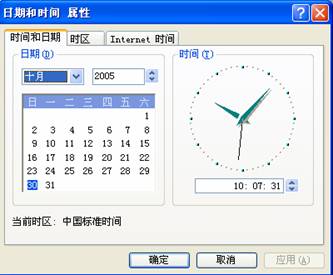 日期和时间 属性
时间和日期 时区 Internet 时间
日期(D) 时间(T)
十月 2005
日 一 二 三 四 五 六
1
2 3 4 5 6 7 8
9 10 11 12 13 14 15
16 17 18 19 20 21 22
23 24 25 26 27 28 29
30 31
10: 07: 31
当前时区: 中国标准时间
确定 取消 应用(A)